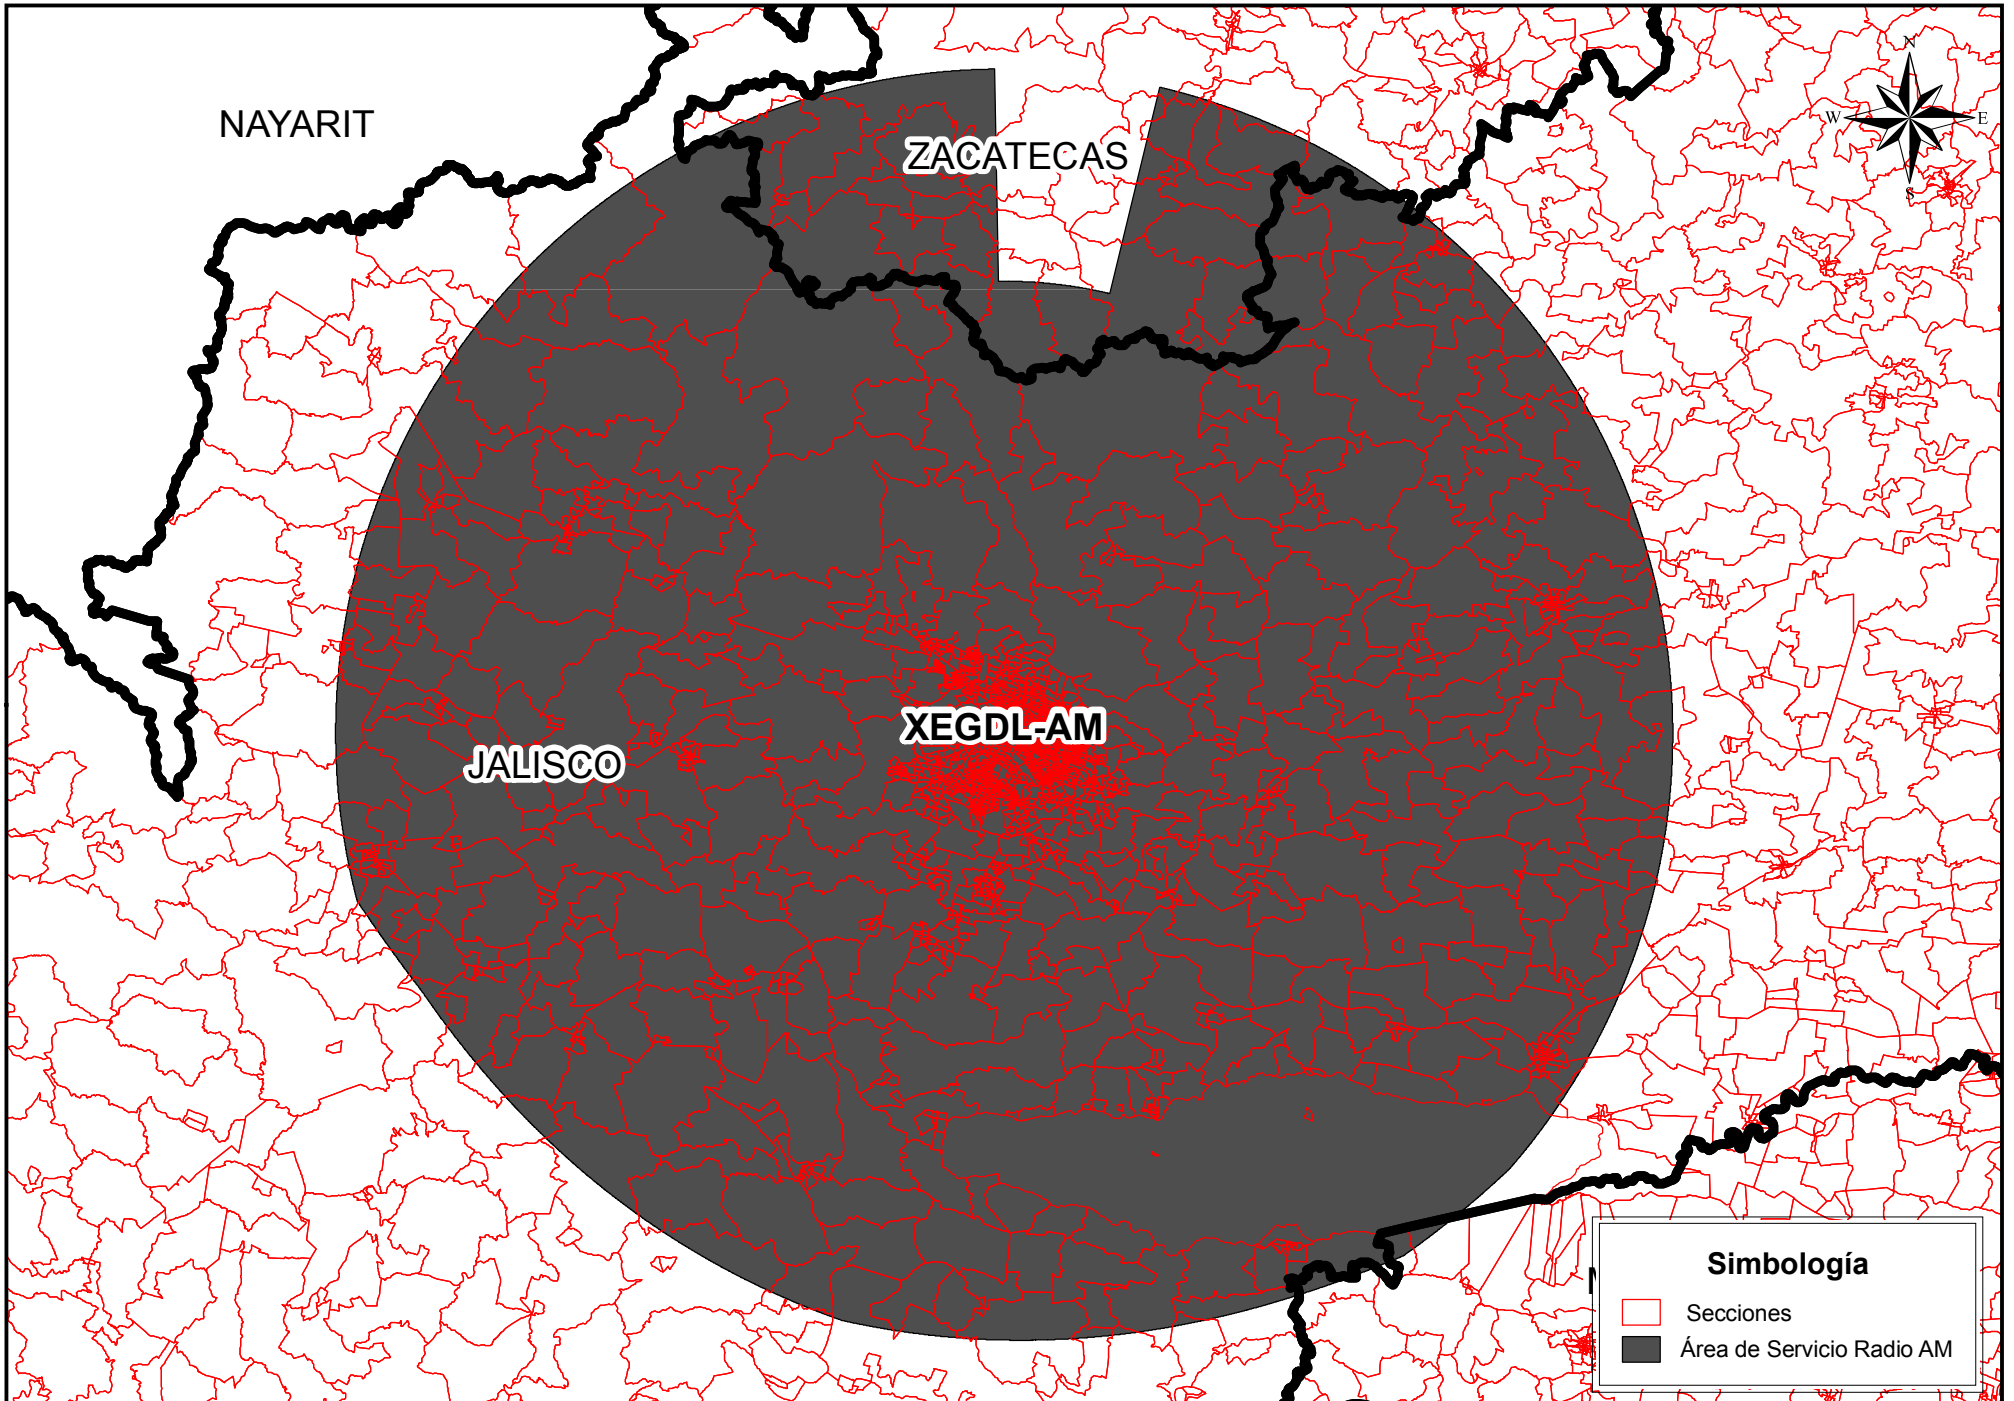 N
W
E
S
NAYARIT
ZACATECAS
XEGDL-AM
JALISCO
Simbología
Secciones
Área de Servicio Radio AM